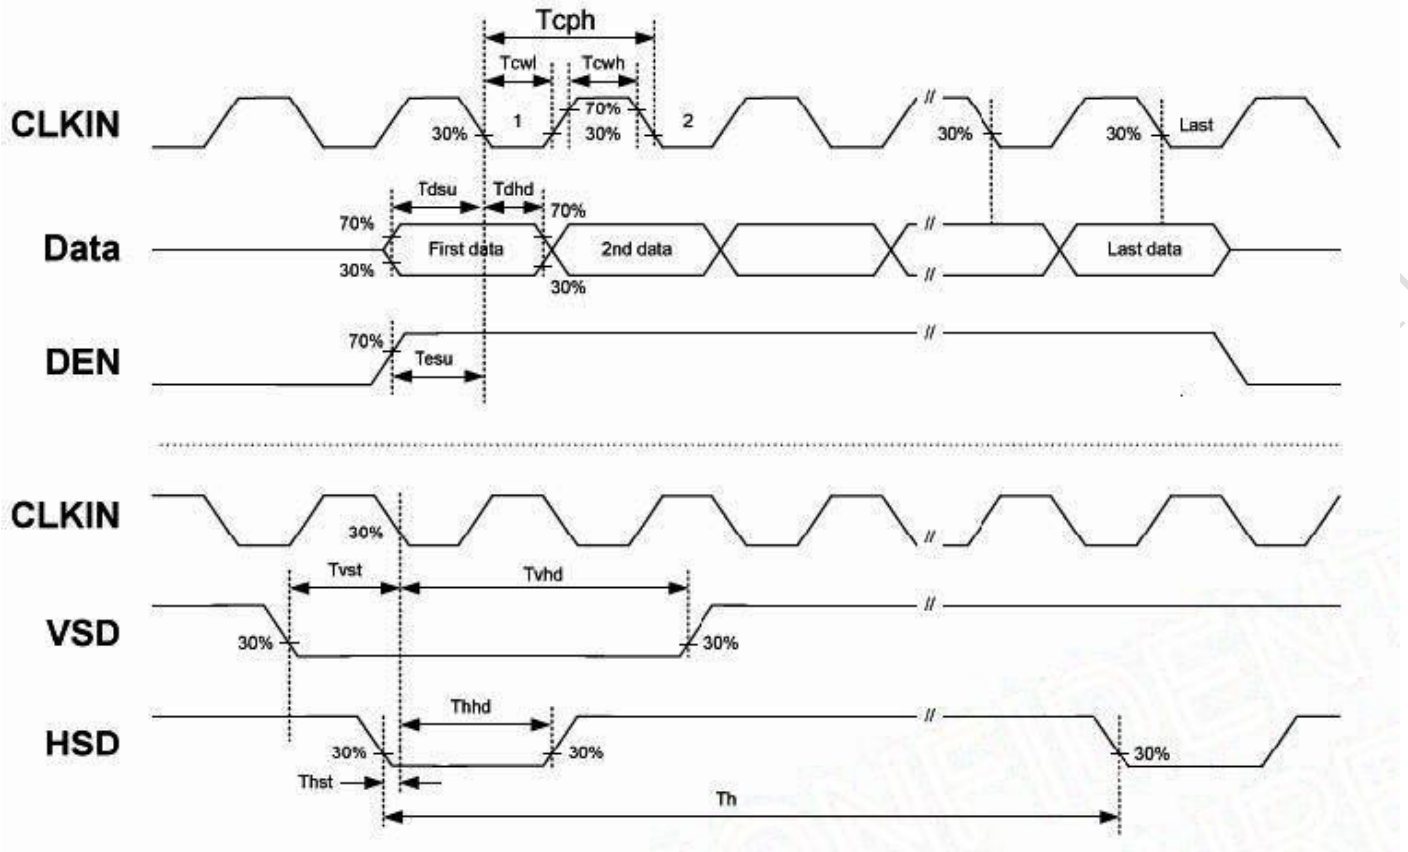 Tcph
Tcwl Tcwh
CLKIN 30% 1 70% 30% 2 // 30% 30% Last
Tdsu Tdhd
70% 70%
Data First data 2nd data // // Last data
30% 30%
DEN 70% Tesu //
CLKIN 30% //
Tvst Tvhd
VSD 30% 30% //
Thhd
HSD 30% 30% // 30%
Thst
Th